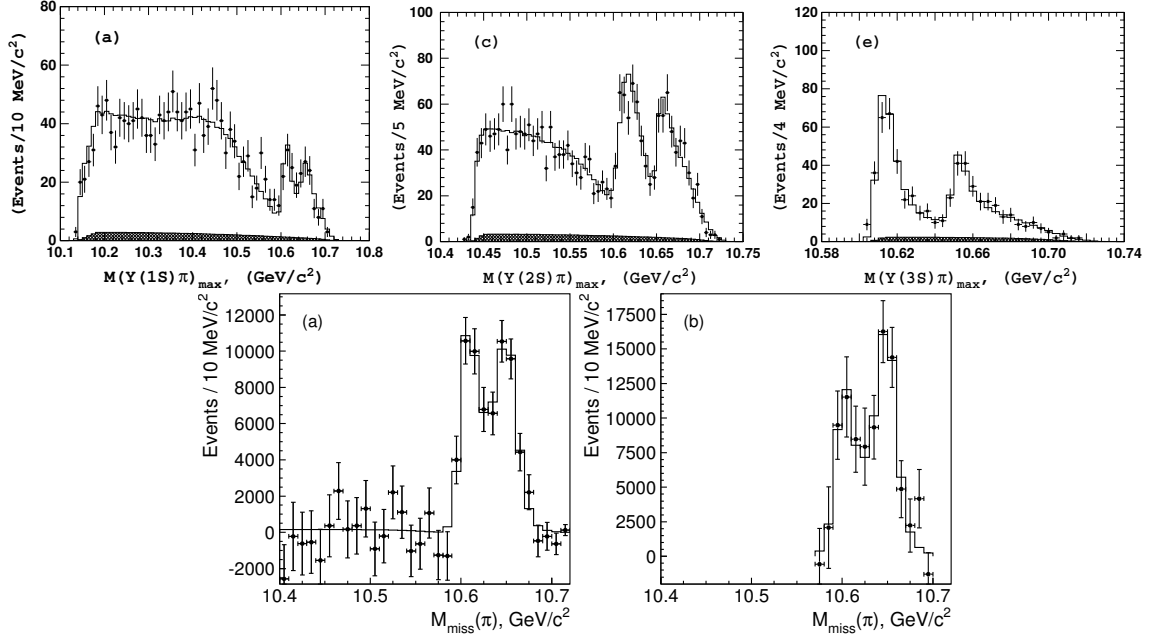 (Events/10 MeV/c²)
80
60
40
20
0
(a)
10.1 10.2 10.3 10.4 10.5 10.6 10.7 10.8
M(Y(1S)π)max, (GeV/c²)
(Events/5 MeV/c²)
100
80
60
40
20
0
(c)
10.4 10.45 10.5 10.55 10.6 10.65 10.7 10.75
M(Y(2S)π)max, (GeV/c²)
(Events/4 MeV/c²)
120
100
80
60
40
20
0
(e)
10.58 10.62 10.66 10.70 10.74
M(Y(3S)π)max, (GeV/c²)
Events / 10 MeV/c²
12000
10000
8000
6000
4000
2000
0
-2000
(a)
10.4 10.5 10.6 10.7
Mmiss(π), GeV/c²
Events / 10 MeV/c²
17500
15000
12500
10000
7500
5000
2500
0
(b)
10.4 10.5 10.6 10.7
Mmiss(π), GeV/c²